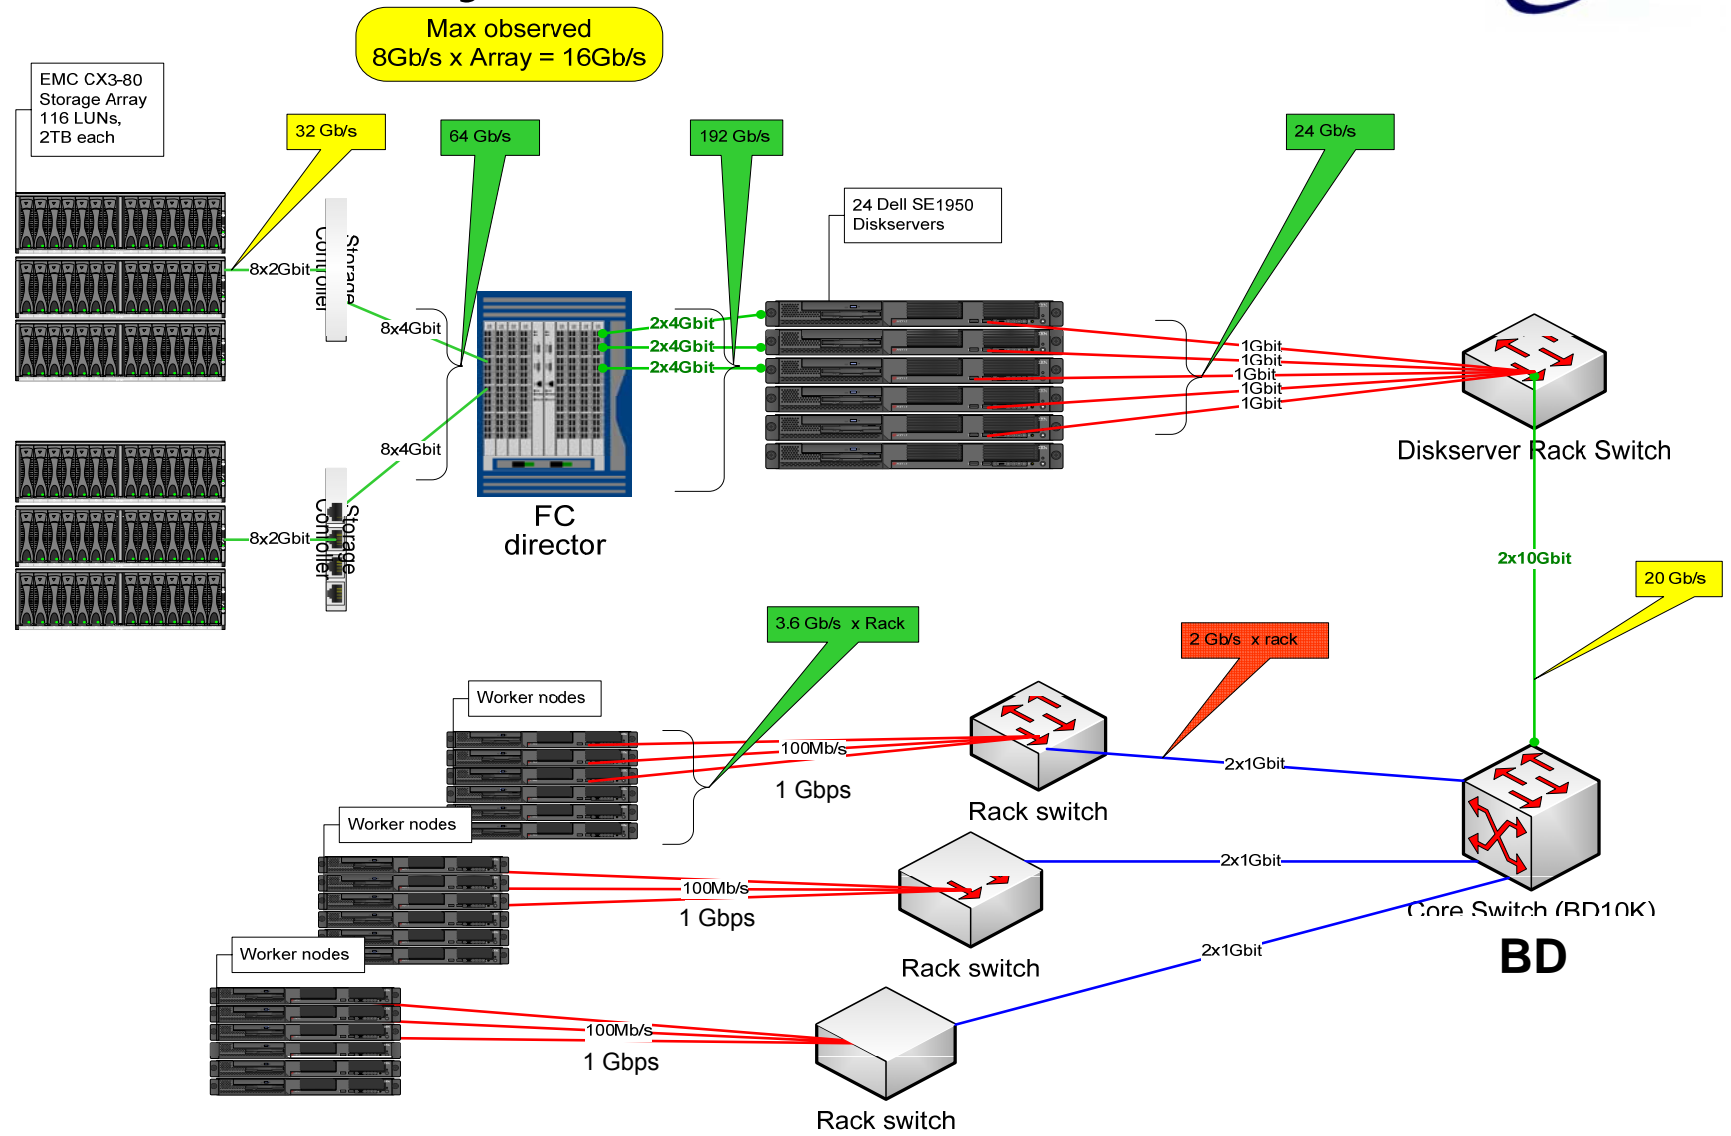 Max observed
8Gb/s x Array = 16Gb/s
EMC CX3-80
Storage Array
116 LUNs,
2TB each
32 Gb/s
64 Gb/s
192 Gb/s
24 Gb/s
24 Dell SE1950
Diskservers
Storage
Controller
8x2Gbit
8x4Gbit
2x4Gbit
2x4Gbit
2x4Gbit
1Gbit
1Gbit
1Gbit
1Gbit
1Gbit
Diskserver Rack Switch
8x4Gbit
FC
director
Storage
Controller
8x2Gbit
2x10Gbit
20 Gb/s
3.6 Gb/s x Rack
2 Gb/s x rack
Worker nodes
100Mb/s
1 Gbps
2x1Gbit
Rack switch
Worker nodes
100Mb/s
1 Gbps
2x1Gbit
Core Switch (BD10K)
BD
Rack switch
Worker nodes
2x1Gbit
100Mb/s
1 Gbps
Rack switch